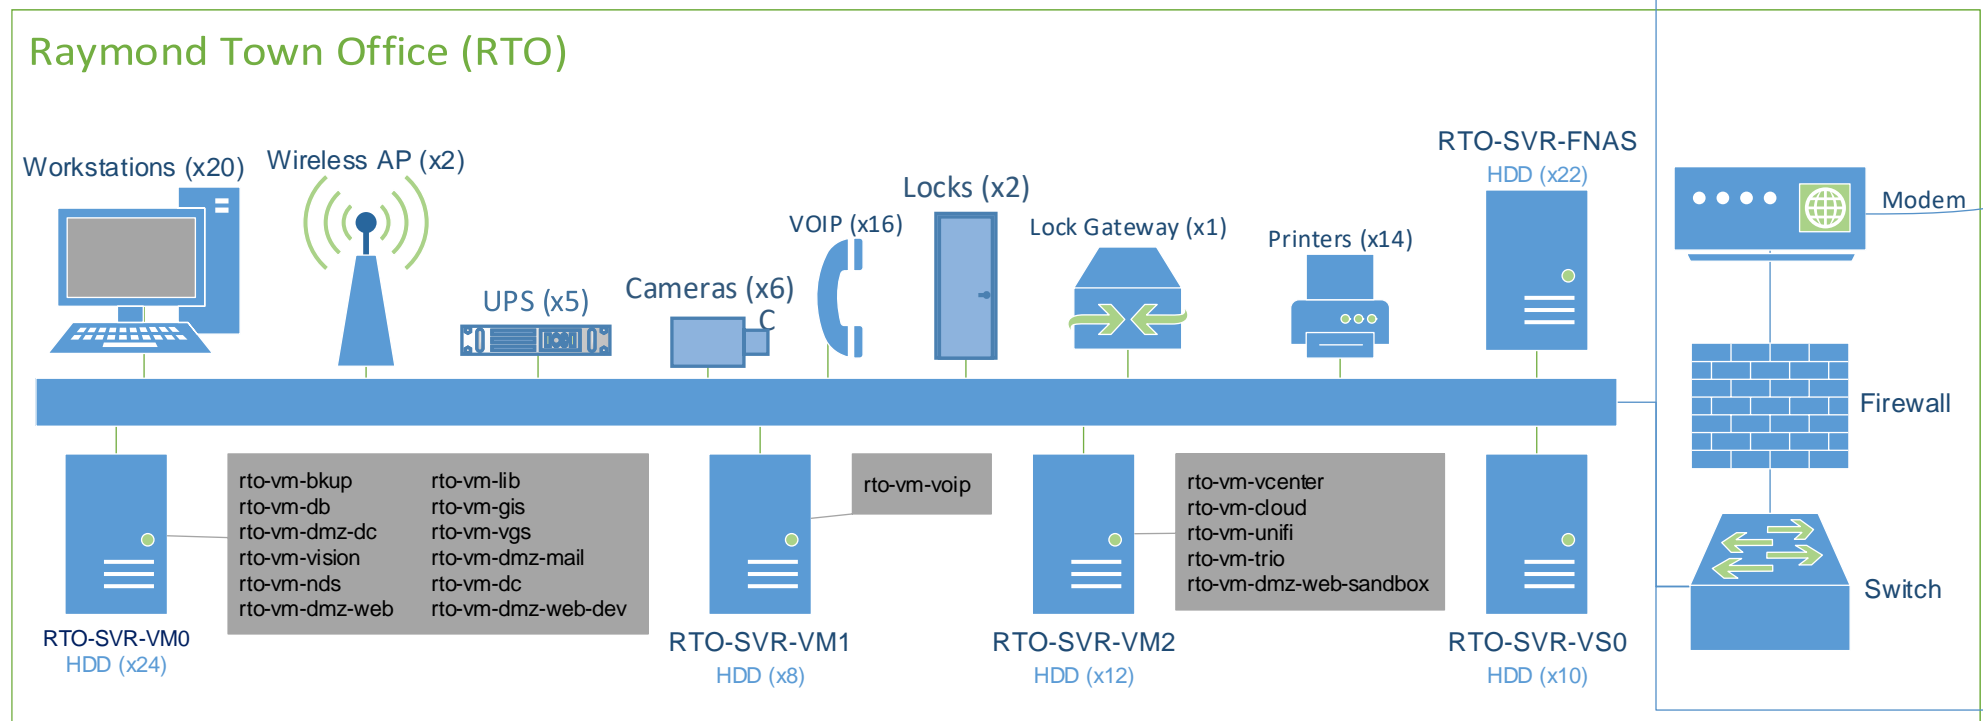 Raymond Town Office (RTO)
Workstations (x20)
Wireless AP (x2)
UPS (x5)
Cameras (x6)
C
VOIP (x16)
Locks (x2)
Lock Gateway (x1)
Printers (x14)
RTO-SVR-FNAS
HDD (x22)
Modem
Firewall
Switch
rto-vm-bkup
rto-vm-db
rto-vm-dmz-dc
rto-vm-vision
rto-vm-nds
rto-vm-dmz-web
rto-vm-lib
rto-vm-gis
rto-vm-vgs
rto-vm-dmz-mail
rto-vm-dc
rto-vm-dmz-web-dev
RTO-SVR-VM0
HDD (x24)
rto-vm-voip
RTO-SVR-VM1
HDD (x8)
rto-vm-vcenter
rto-vm-cloud
rto-vm-unifi
rto-vm-trio
rto-vm-dmz-web-sandbox
RTO-SVR-VM2
HDD (x12)
RTO-SVR-VS0
HDD (x10)